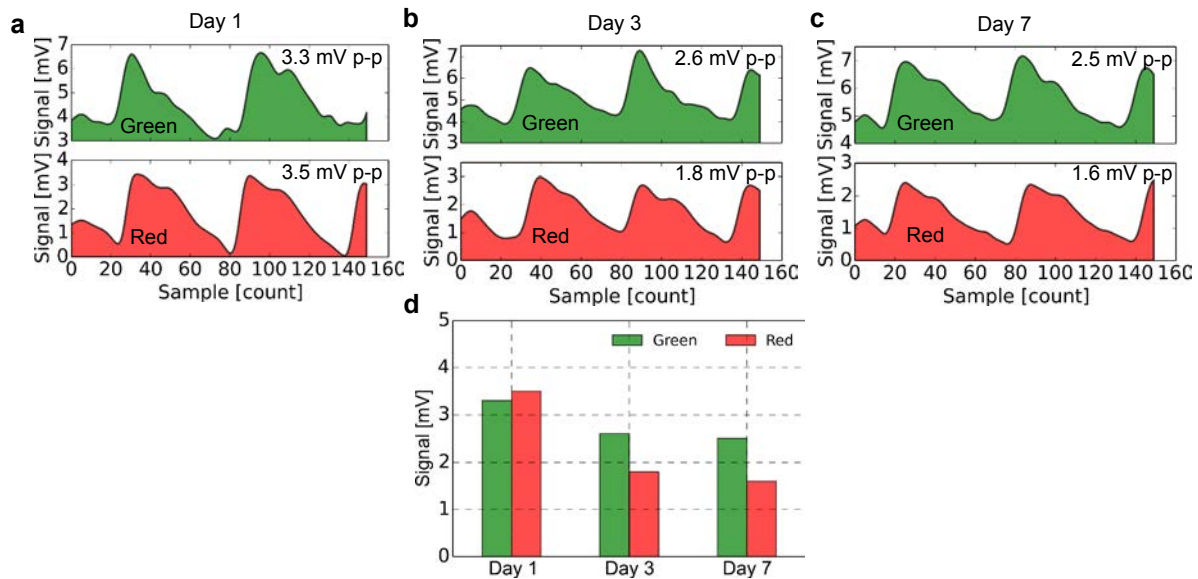 a
Day 1
Signal [mV]
7
6
5
4
3
3.3 mV p-p
Green
Signal [mV]
4
3
2
1
0
3.5 mV p-p
Red
0 20 40 60 80 100 120 140 160
Sample [count]
b
Day 3
Signal [mV]
7
6
5
4
3
2.6 mV p-p
Green
Signal [mV]
3
2
1
0
1.8 mV p-p
Red
0 20 40 60 80 100 120 140 160
Sample [count]
c
Day 7
Signal [mV]
8
7
6
5
4
2.5 mV p-p
Green
Signal [mV]
3
2
1
0
1.6 mV p-p
Red
0 20 40 60 80 100 120 140 160
Sample [count]
d
Signal [mV]
5
4
3
2
1
0
Green Red
Day 1 Day 3 Day 7